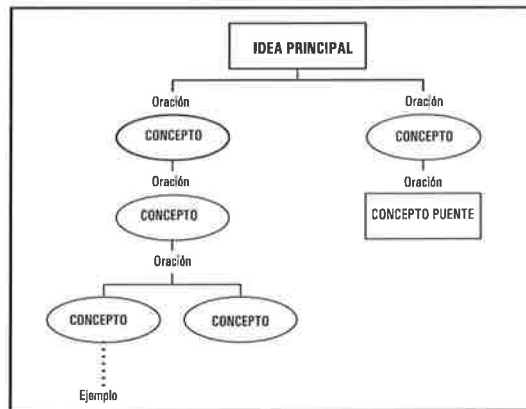 IDEA PRINCIPAL
Oración
Oración
CONCEPTO
CONCEPTO
Oración
Oración
CONCEPTO
CONCEPTO PUENTE
Oración
CONCEPTO
CONCEPTO
Ejemplo